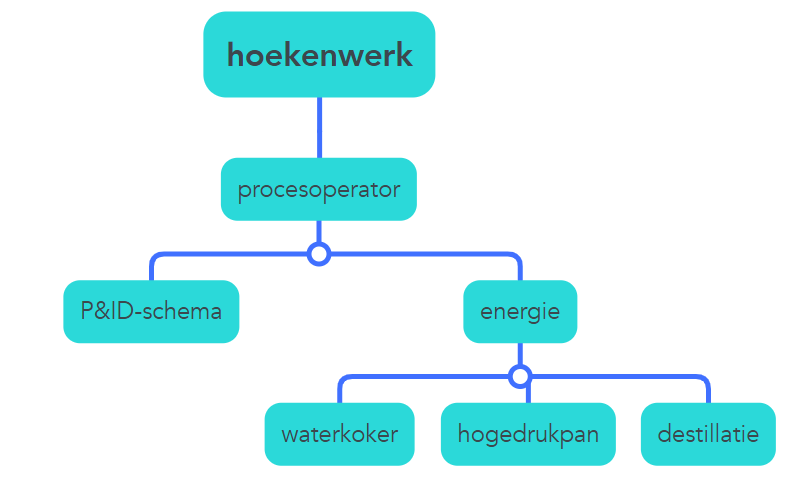 hoekenwerk
procesoperator
P&ID-schema
energie
waterkoker
hogedrukpan
destillatie